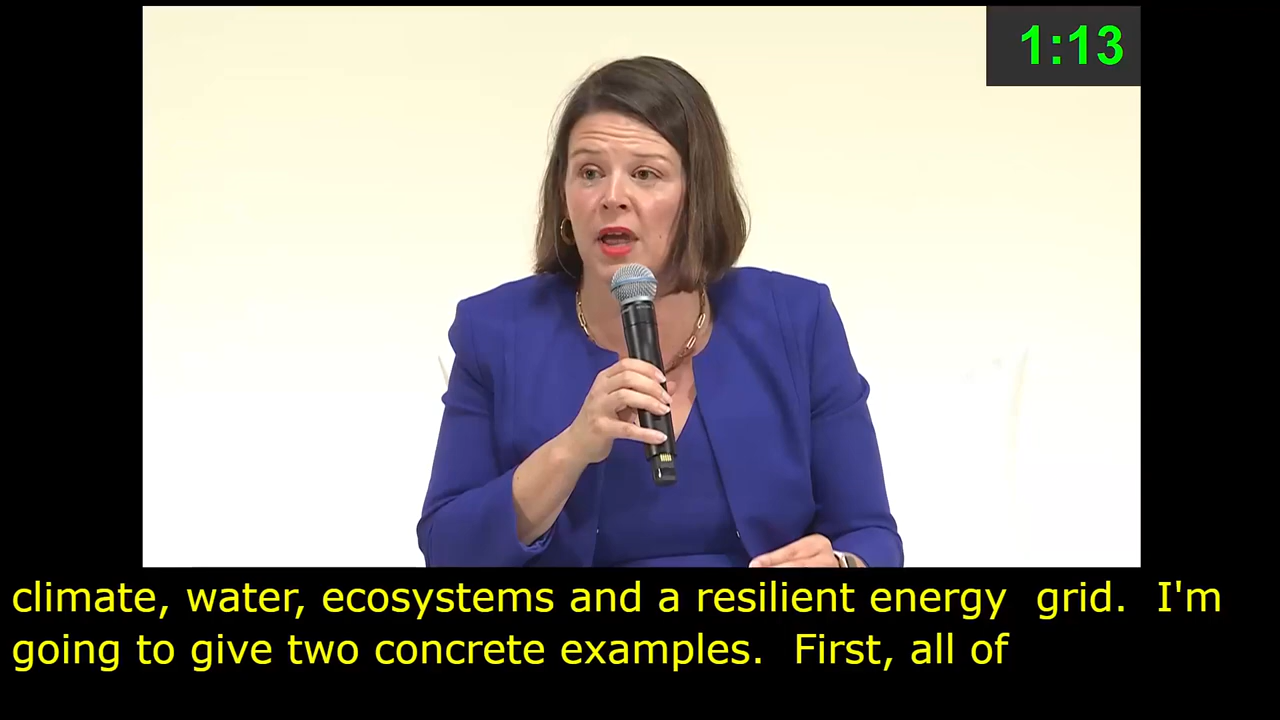 1:13
climate, water, ecosystems and a resilient energy  grid.  I'm
going to give two concrete examples.  First, all of